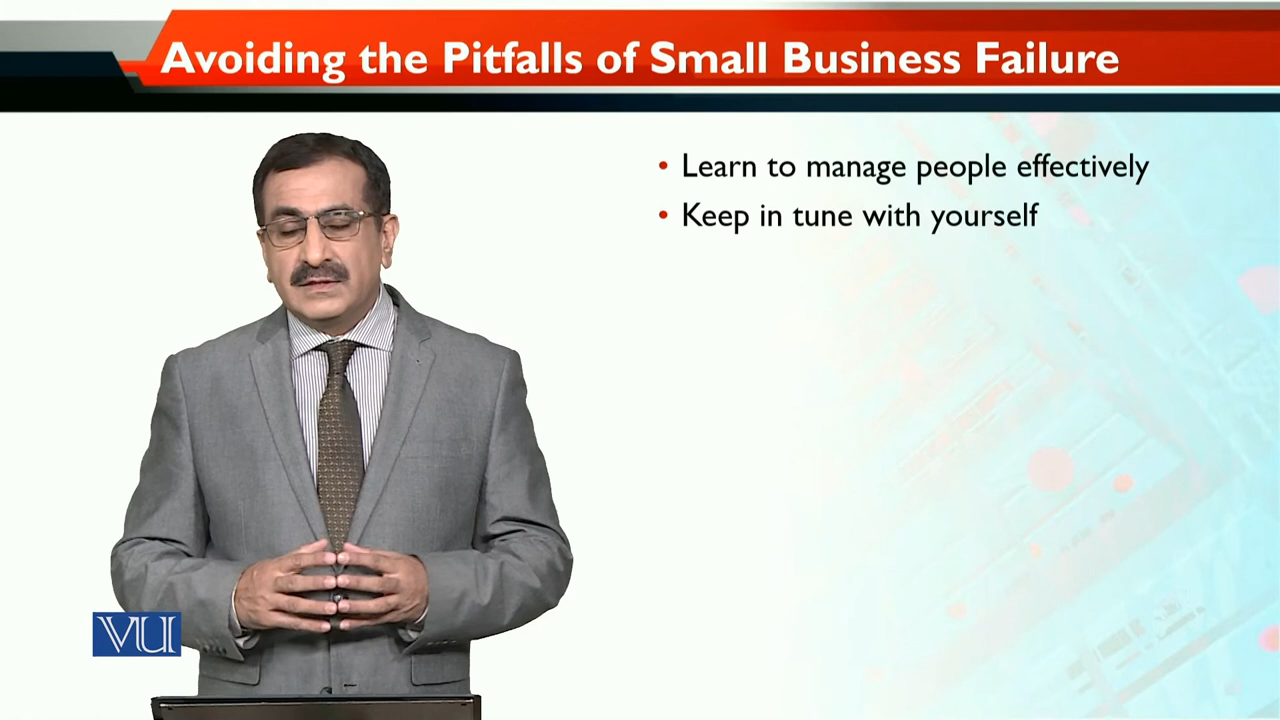 Avoiding the Pitfalls of Small Business Failure
• Learn to manage people effectively
• Keep in tune with yourself
VU